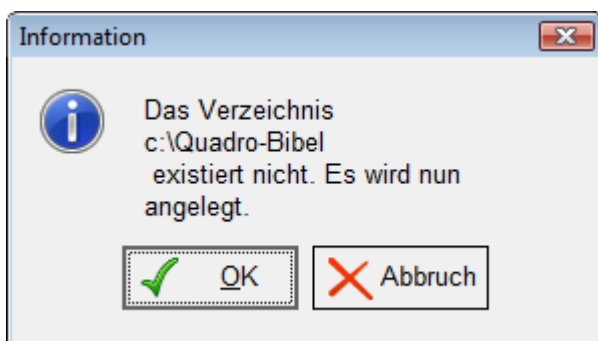 Information
Das Verzeichnis
c:\Quadro-Bibel
existiert nicht. Es wird nun
angelegt.
OK Abbruch